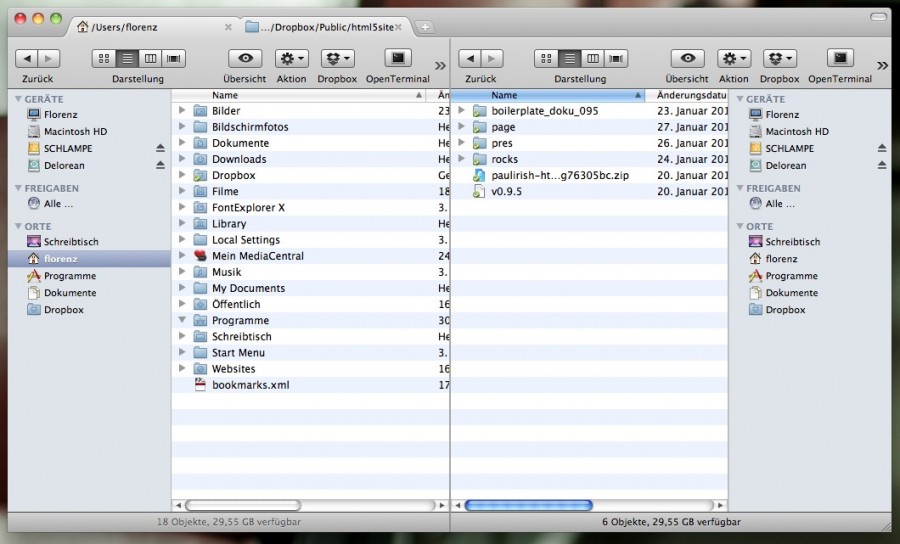 /Users/florenz
.../Dropbox/Public/html5site
Zurück Darstellung Übersicht Aktion Dropbox OpenTerminal
Zurück Darstellung Übersicht Aktion Dropbox OpenTerminal
GERÄTE
Florenz
Macintosh HD
SCHLAMPE
Delorean
FREIGABEN
Alle ...
ORTE
Schreibtisch
florenz
Programme
Dokumente
Dropbox
Name Än
Bilder 23
Bildschirmfotos He
Dokumente He
Downloads He
Dropbox Ge
Filme 18
FontExplorer X 3.
Library He
Local Settings 3.
Mein MediaCentral 24
Musik 3.
My Documents He
Öffentlich 16
Programme 30
Schreibtisch He
Start Menu 3.
Websites 16
bookmarks.xml 17
18 Objekte, 29,55 GB verfügbar
Name Änderungsdatu
boilerplate_doku_095 23. Januar 201
page 27. Januar 201
pres 26. Januar 201
rocks 24. Januar 201
paulirish-ht...g76305bc.zip 20. Januar 201
v0.9.5 20. Januar 201
GERÄTE
Florenz
Macintosh HD
SCHLAMPE
Delorean
FREIGABEN
Alle ...
ORTE
Schreibtisch
florenz
Programme
Dokumente
Dropbox
6 Objekte, 29,55 GB verfügbar